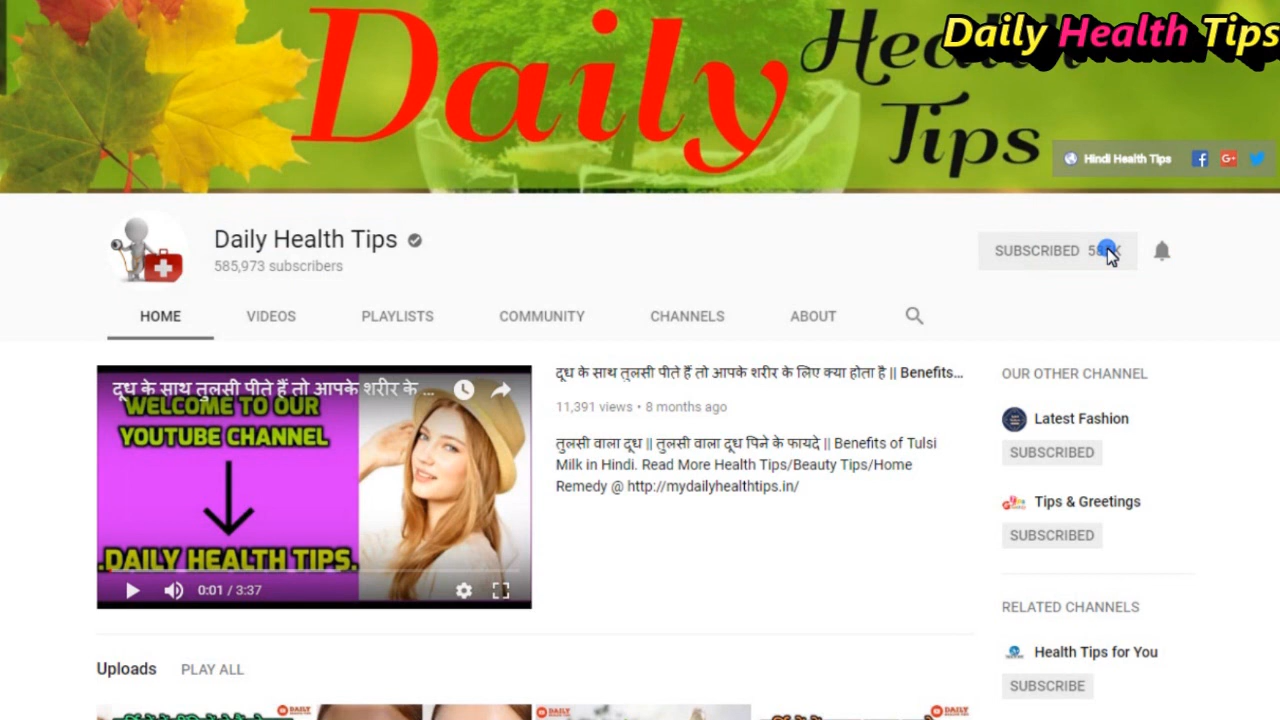 Daily
Health
Tips
Daily Health Tips
Hindi Health Tips
Daily Health Tips
585,973 subscribers
SUBSCRIBED
HOME
VIDEOS
PLAYLISTS
COMMUNITY
CHANNELS
ABOUT
दूध के साथ तुलसी पीते हैं तो आपके शरीर के ...
WELCOME TO OUR
YOUTUBE CHANNEL
.DAILY HEALTH TIPS.
0:01 / 3:37
दूध के साथ तुलसी पीते हैं तो आपके शरीर के लिए क्या होता है || Benefits...
11,391 views • 8 months ago
तुलसी वाला दूध || तुलसी वाला दूध पिने के फायदे || Benefits of Tulsi
Milk in Hindi. Read More Health Tips/Beauty Tips/Home
Remedy @ http://mydailyhealthtips.in/
OUR OTHER CHANNEL
Latest Fashion
SUBSCRIBED
Tips & Greetings
SUBSCRIBED
RELATED CHANNELS
Health Tips for You
SUBSCRIBE
Uploads PLAY ALL
DAILY
DAILY
DAILY